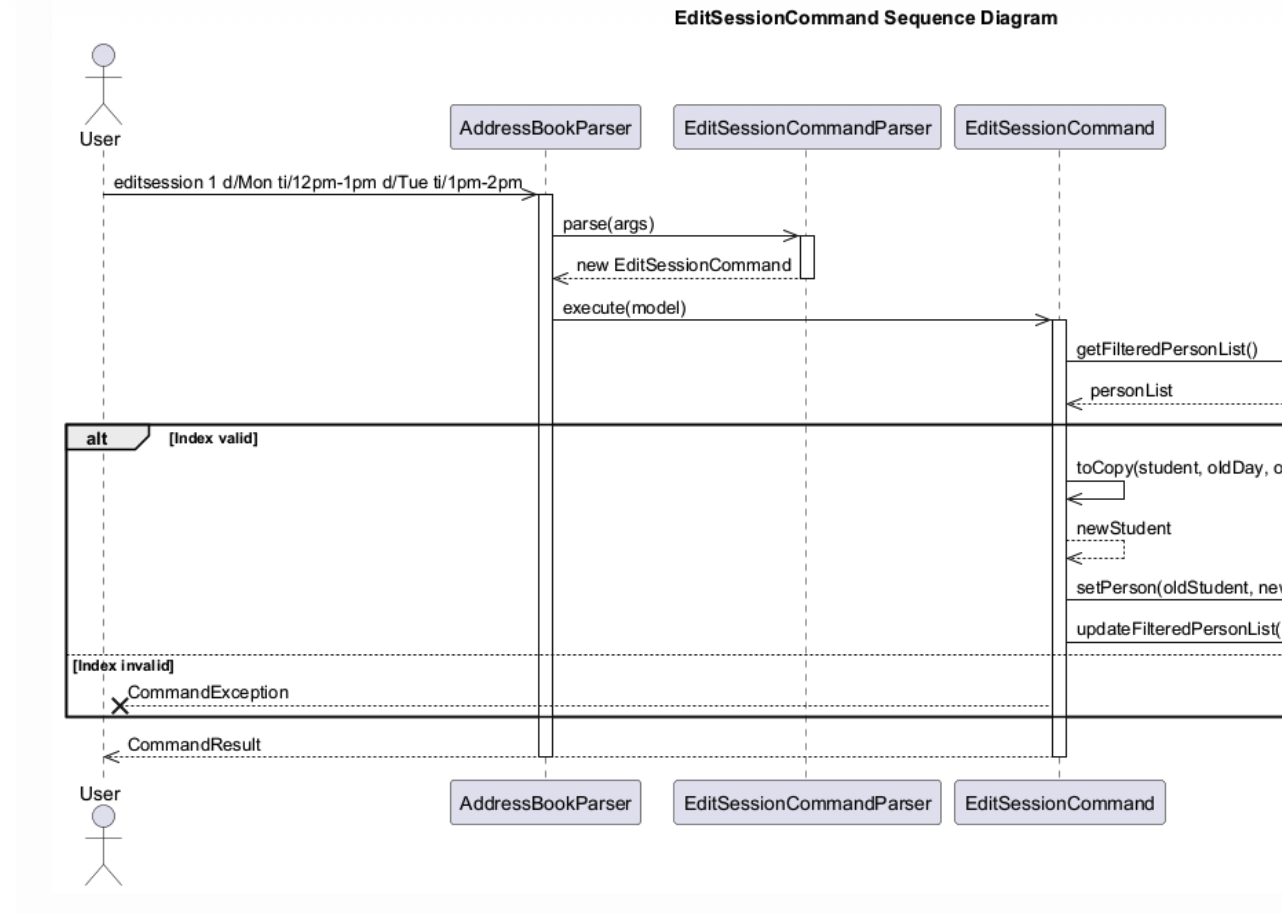 EditSessionCommand Sequence Diagram
User
AddressBookParser
EditSessionCommandParser
EditSessionCommand
editsession 1 d/Mon ti/12pm-1pm d/Tue ti/1pm-2pm
parse(args)
new EditSessionCommand
execute(model)
getFilteredPersonList()
personList
alt
[Index valid]
toCopy(student, oldDay, o
newStudent
setPerson(oldStudent, new
updateFilteredPersonList(
[Index invalid]
CommandException
CommandResult
User
AddressBookParser
EditSessionCommandParser
EditSessionCommand